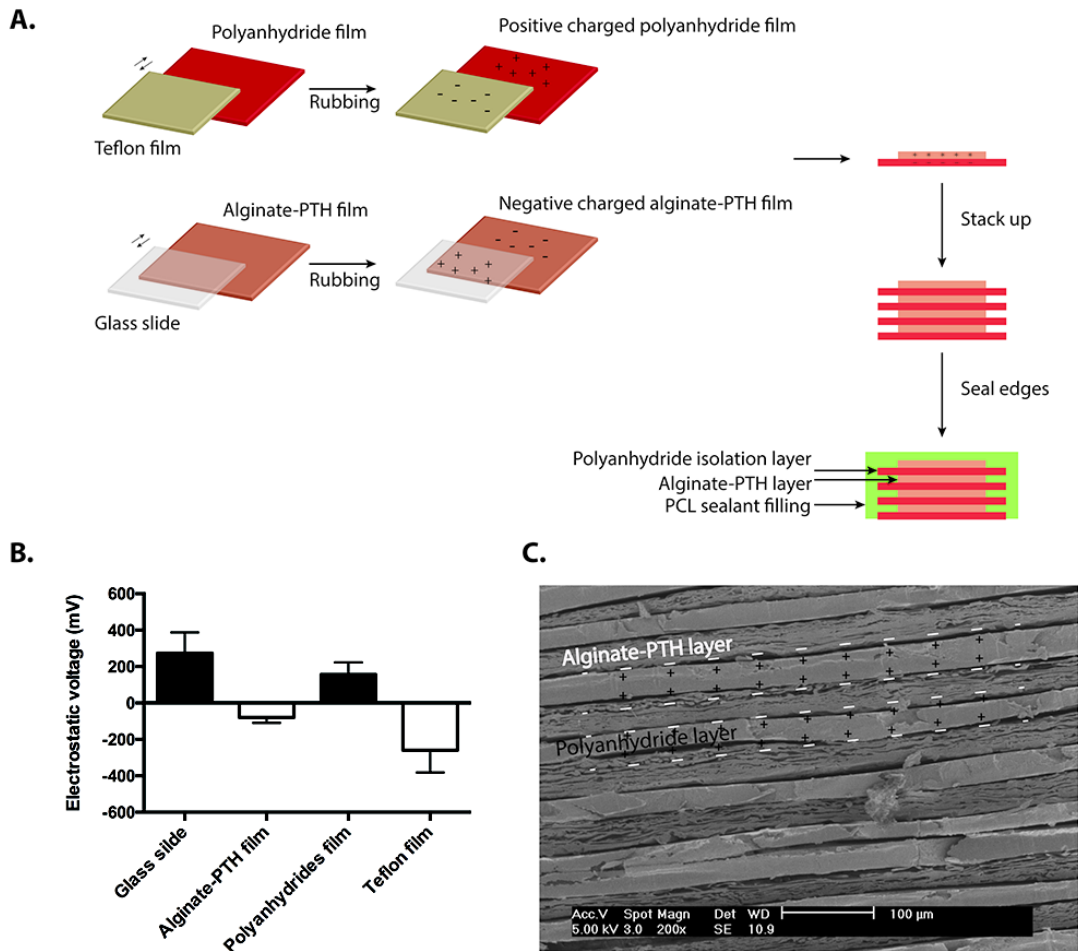 A.
Polyanhydride film
Positive charged polyanhydride film
Rubbing
Teflon film
Alginate-PTH film
Negative charged alginate-PTH film
Rubbing
Glass slide
Stack up
Seal edges
Polyanhydride isolation layer
Alginate-PTH layer
PCL sealant filling
B.
Electrostatic voltage (mV)
600
400
200
0
-200
-400
-600
Glass silde
Alginate-PTH film
Polyanhydrides film
Teflon film
C.
Alginate-PTH layer
Polyanhydride layer
Acc.V Spot Magn Det WD 100 µm
5.00 kV 3.0 200x SE 10.9